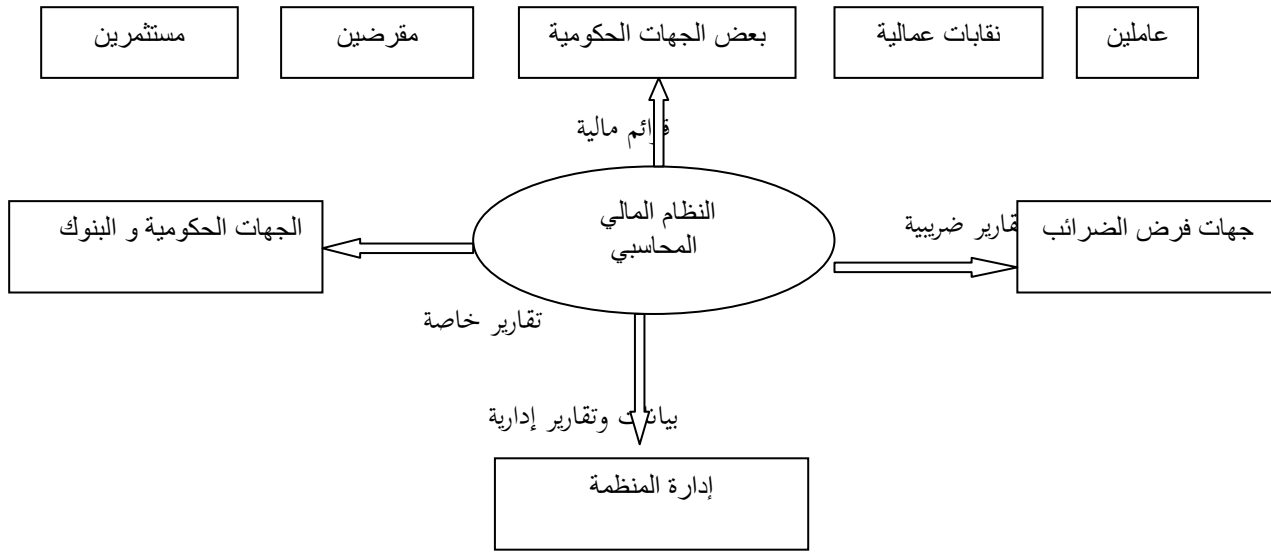 عاملين
نقابات عمالية
بعض الجهات الحكومية
مقرضين
مستثمرين
قوائم مالية
النظام المالي
المحاسبي
جهات فرض الضرائب
تقارير ضريبية
الجهات الحكومية و البنوك
تقارير خاصة
بيانات وتقارير إدارية
إدارة المنظمة